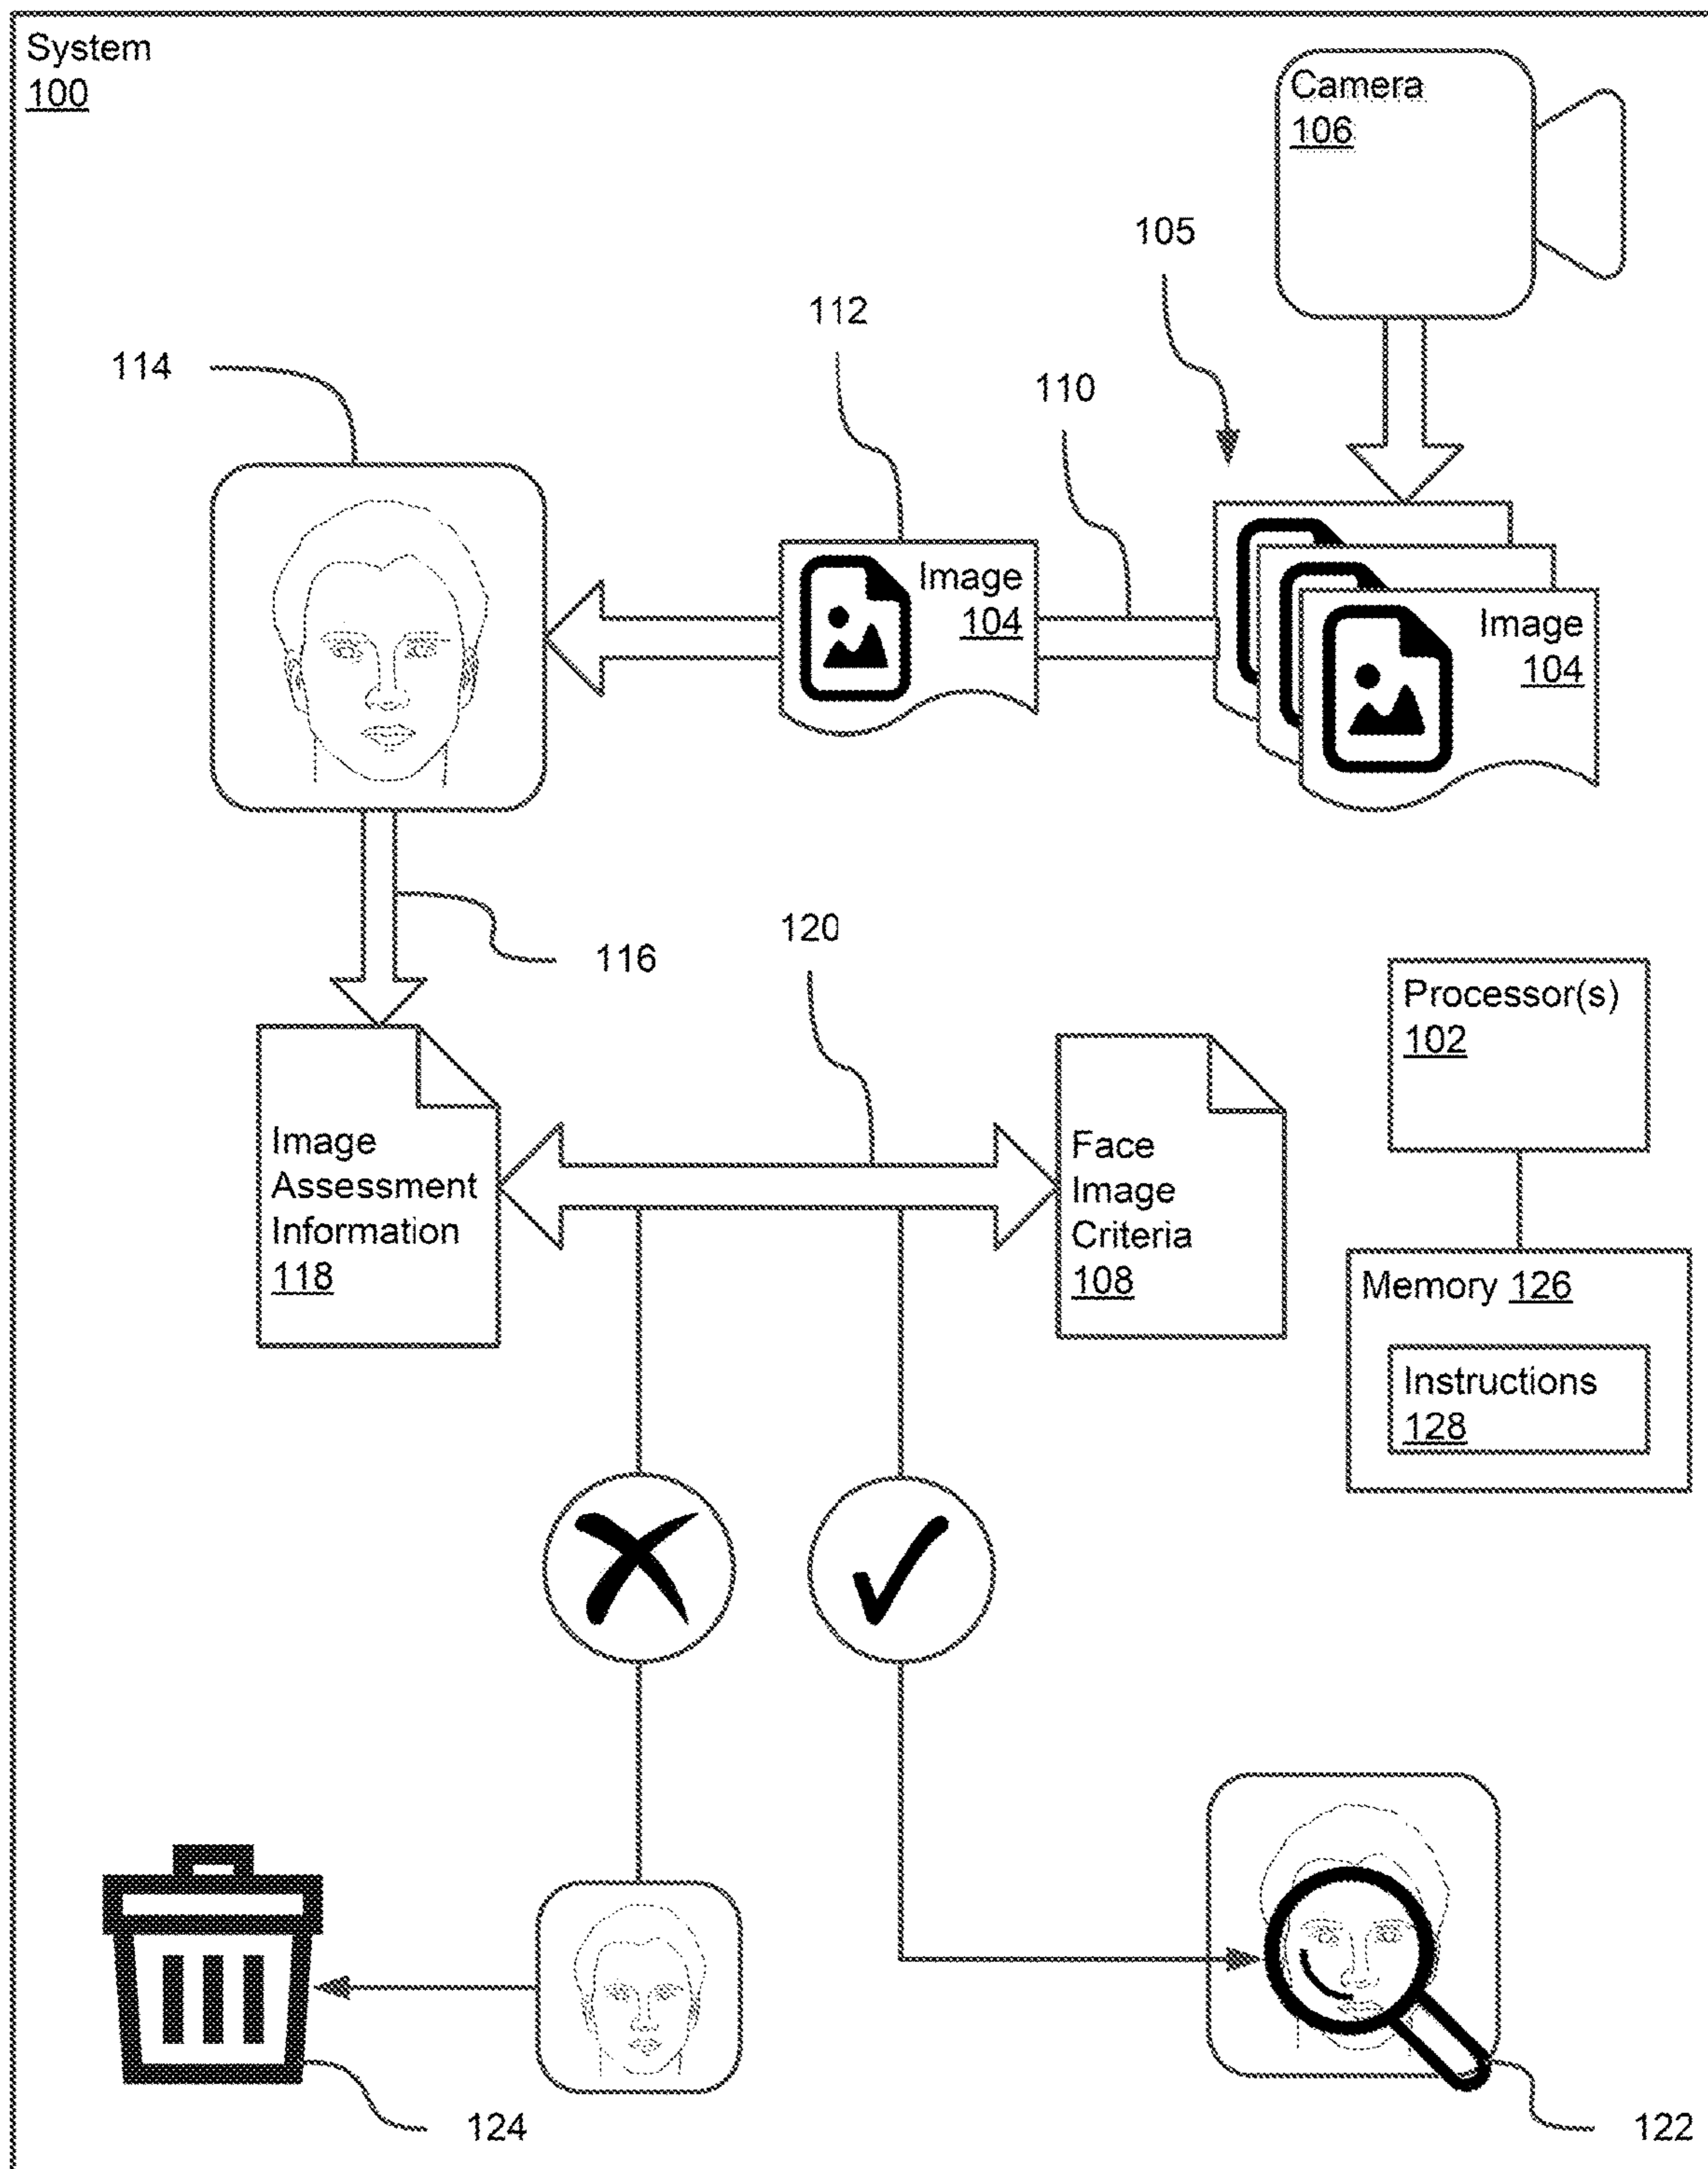 System
100
Camera
106
105
112
110
114
Image
104
Image
104
116
120
Processor(s)
102
Image
Assessment
Information
118
Face
Image
Criteria
108
Memory 126
Instructions
128
124
122